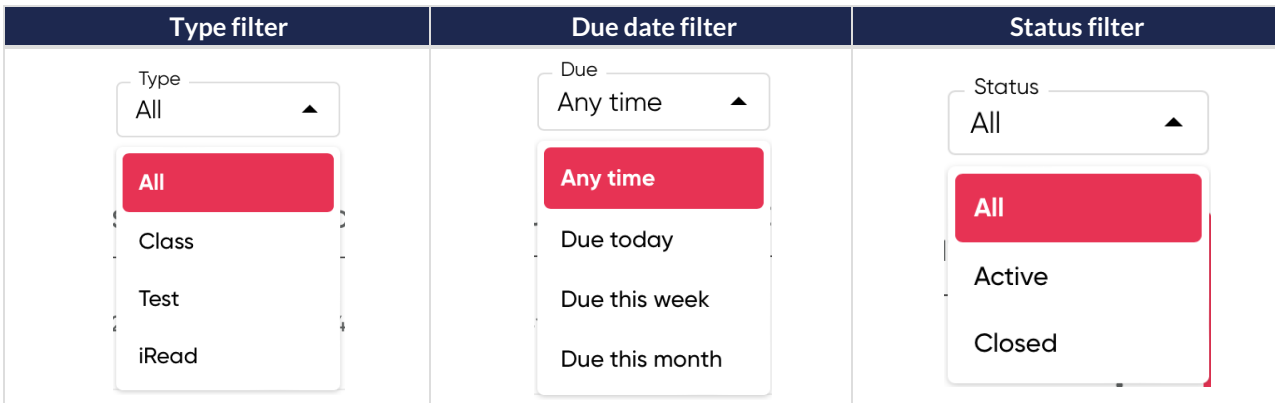 Type filter
Due date filter
Status filter
Type
All
All
Class
Test
iRead
Due
Any time
Any time
Due today
Due this week
Due this month
Status
All
All
Active
Closed